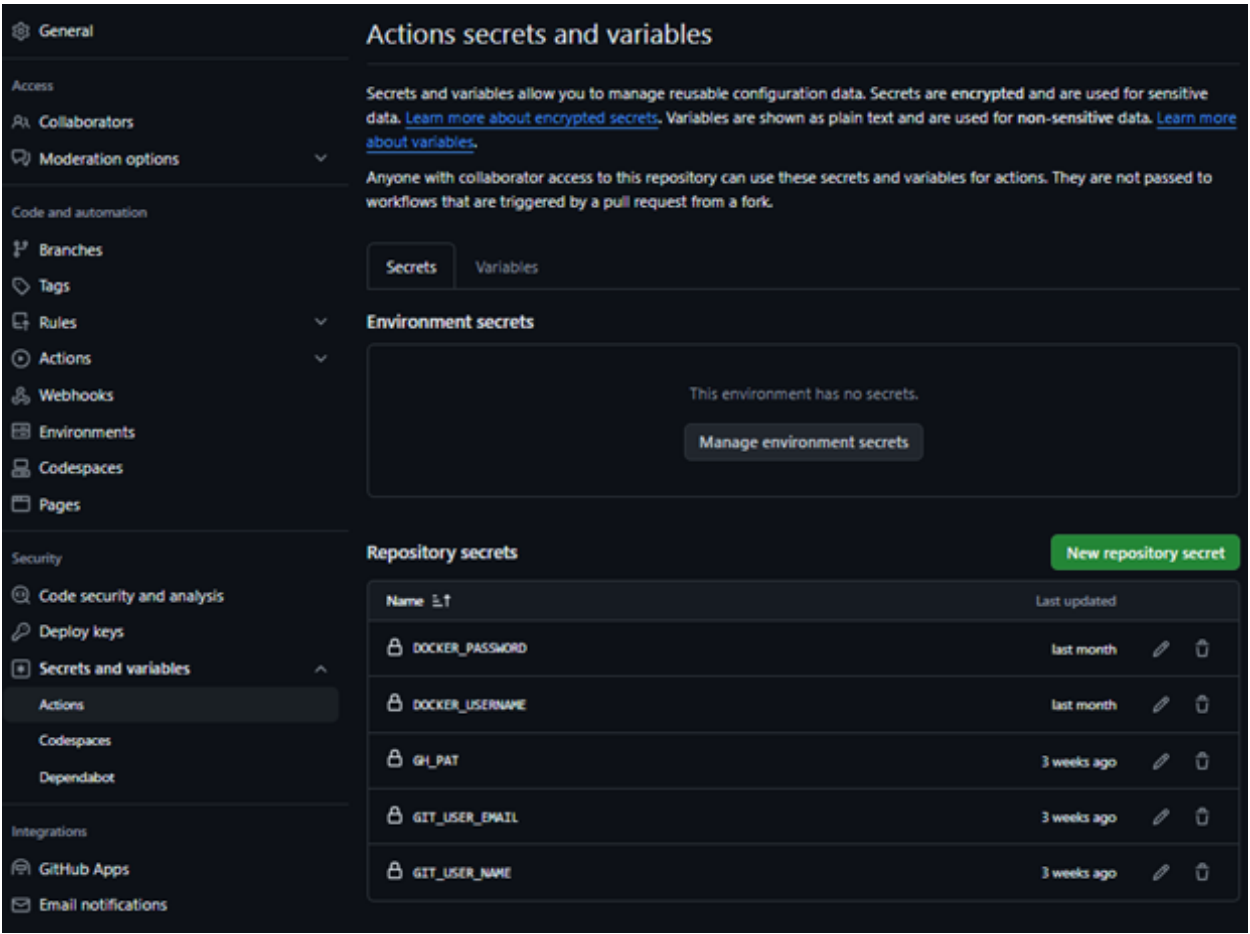 General
Access
Collaborators
Moderation options
Code and automation
Branches
Tags
Rules
Actions
Webhooks
Environments
Codespaces
Pages
Security
Code security and analysis
Deploy keys
Secrets and variables
Actions
Codespaces
Dependabot
Integrations
GitHub Apps
Email notifications
Actions secrets and variables
Secrets and variables allow you to manage reusable configuration data. Secrets are encrypted and are used for sensitive
data. Learn more about encrypted secrets. Variables are shown as plain text and are used for non-sensitive data. Learn more
about variables.
Anyone with collaborator access to this repository can use these secrets and variables for actions. They are not passed to
workflows that are triggered by a pull request from a fork.
Secrets Variables
Environment secrets
This environment has no secrets.
Manage environment secrets
Repository secrets New repository secret
Name Last updated
DOCKER_PASSWORD last month
DOCKER_USERNAME last month
GH_PAT 3 weeks ago
GIT_USER_EMAIL 3 weeks ago
GIT_USER_NAME 3 weeks ago